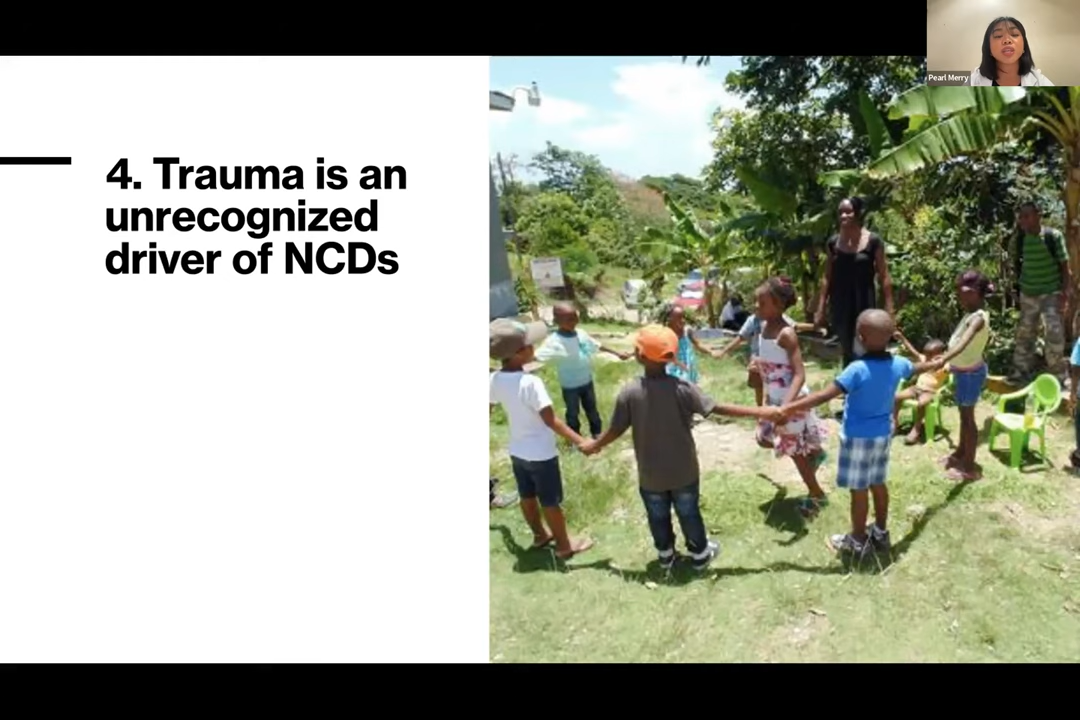 4. Trauma is an
unrecognized
driver of NCDs
Pearl Merry